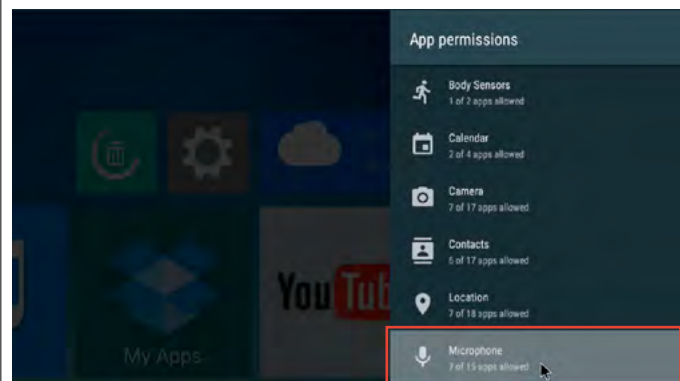 App permissions
Body Sensors
1 of 2 apps allowed
Calendar
2 of 4 apps allowed
Camera
7 of 17 apps allowed
Contacts
6 of 17 apps allowed
Location
7 of 18 apps allowed
Microphone
7 of 15 apps allowed
You Tub
My Apps